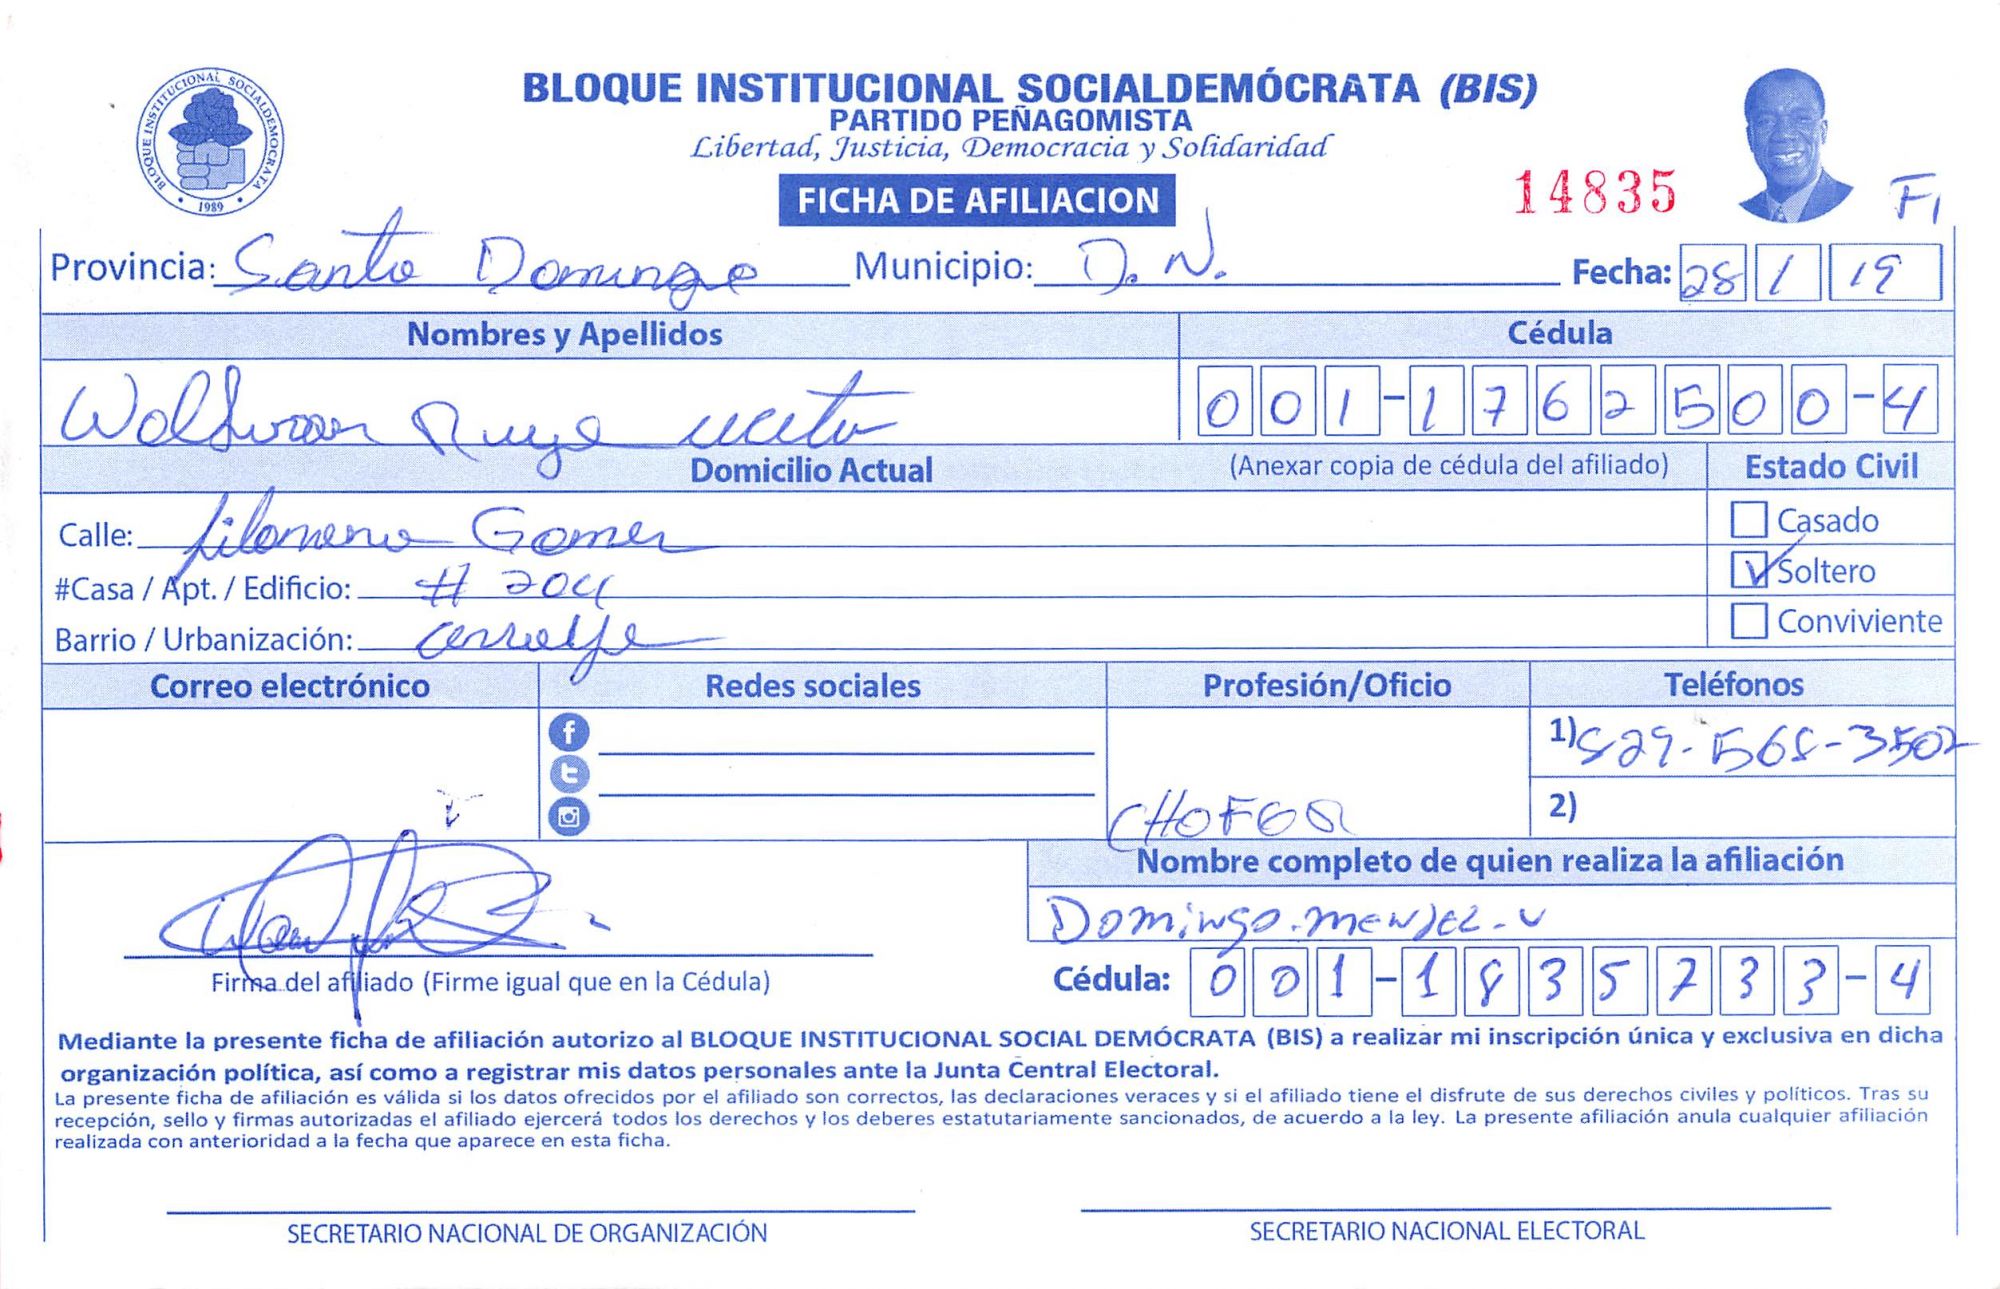 BLOQUE INSTITUCIONAL SOCIALDEMÓCRATA (BIS)
PARTIDO PEÑAGOMISTA
Libertad, Justicia, Democracia y Solidaridad
BLOQUE INSTITUCIONAL SOCIALDEMOCRATA
1989
FICHA DE AFILIACION
14835
F1
Provincia: Santo Domingo Municipio: D. N. Fecha: 28 1 19
Nombres y Apellidos Cédula
001-1762500-4
Domicilio Actual (Anexar copia de cédula del afiliado) Estado Civil
Calle: Filomena Gomez Casado
#Casa / Apt. / Edificio: # 204 Soltero
Barrio / Urbanización: Conviviente
Correo electrónico Redes sociales Profesión/Oficio Teléfonos
1) 829-568-3502
CHOFER 2)
Nombre completo de quien realiza la afiliación
Domingo
Firma del afiliado (Firme igual que en la Cédula) Cédula: 001-1835733-4
Mediante la presente ficha de afiliación autorizo al BLOQUE INSTITUCIONAL SOCIAL DEMÓCRATA (BIS) a realizar mi inscripción única y exclusiva en dicha
organización política, así como a registrar mis datos personales ante la Junta Central Electoral.
La presente ficha de afiliación es válida si los datos ofrecidos por el afiliado son correctos, las declaraciones veraces y si el afiliado tiene el disfrute de sus derechos civiles y políticos. Tras su
recepción, sello y firmas autorizadas el afiliado ejercerá todos los derechos y los deberes estatutariamente sancionados, de acuerdo a la ley. La presente afiliación anula cualquier afiliación
realizada con anterioridad a la fecha que aparece en esta ficha.
SECRETARIO NACIONAL DE ORGANIZACIÓN SECRETARIO NACIONAL ELECTORAL